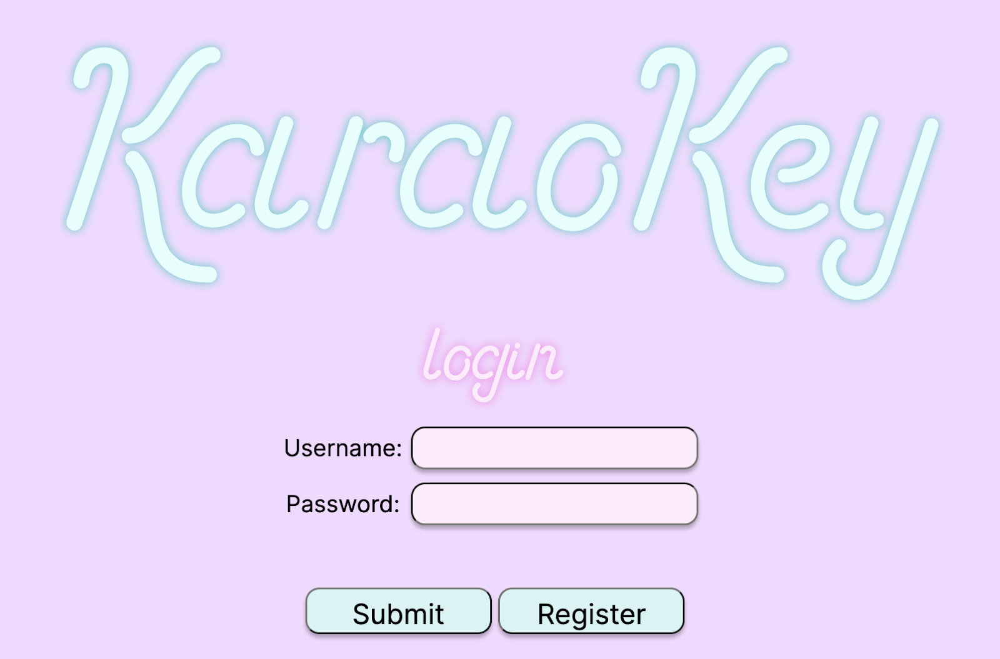 KaraoKey
login
Username:
Password:
Submit Register